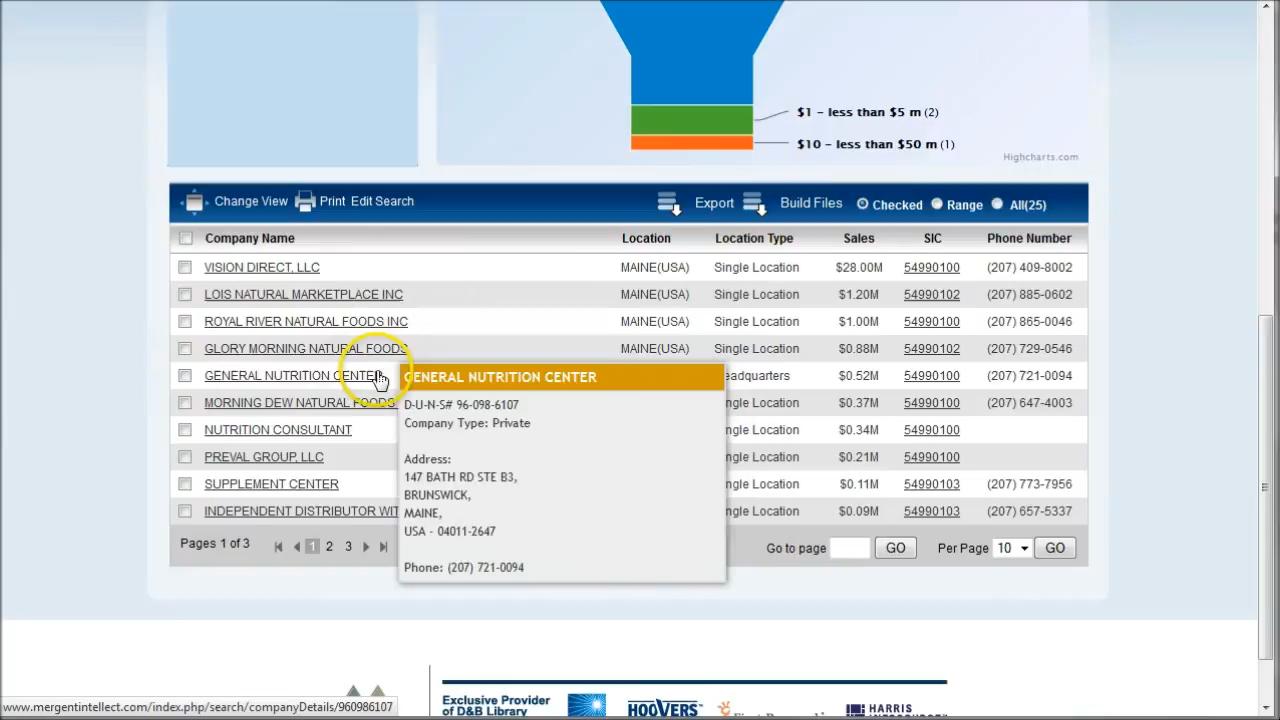 $1 - less than $5 m (2)
$10 - less than $50 m (1)
Highcharts.com
Change View Print Edit Search Export Build Files Checked Range All(25)
Company Name Location Location Type Sales SIC Phone Number
VISION DIRECT, LLC MAINE(USA) Single Location $28.00M 54990100 (207) 409-8002
LOIS NATURAL MARKETPLACE INC MAINE(USA) Single Location $1.20M 54990102 (207) 885-0602
ROYAL RIVER NATURAL FOODS INC MAINE(USA) Single Location $1.00M 54990100 (207) 865-0046
GLORY MORNING NATURAL FOODS MAINE(USA) Single Location $0.88M 54990102 (207) 729-0546
GENERAL NUTRITION CENTER eadquarters $0.52M 54990100 (207) 721-0094
GENERAL NUTRITION CENTER
MORNING DEW NATURAL FOODS ngle Location $0.37M 54990100 (207) 647-4003
D-U-N-S# 96-098-6107
Company Type: Private
NUTRITION CONSULTANT ngle Location $0.34M 54990100
PREVAL GROUP, LLC ngle Location $0.21M 54990100
Address:
147 BATH RD STE B3,
SUPPLEMENT CENTER ngle Location $0.11M 54990103 (207) 773-7956
BRUNSWICK,
INDEPENDENT DISTRIBUTOR WIT ngle Location $0.09M 54990103 (207) 657-5337
MAINE,
USA - 04011-2647
Phone: (207) 721-0094
Pages 1 of 3 1 2 3 Go to page GO Per Page 10 GO
www.mergentintellect.com/index.php/search/companyDetails/960986107
Exclusive Provider
of D&B Library
HOOVERS
HARRIS